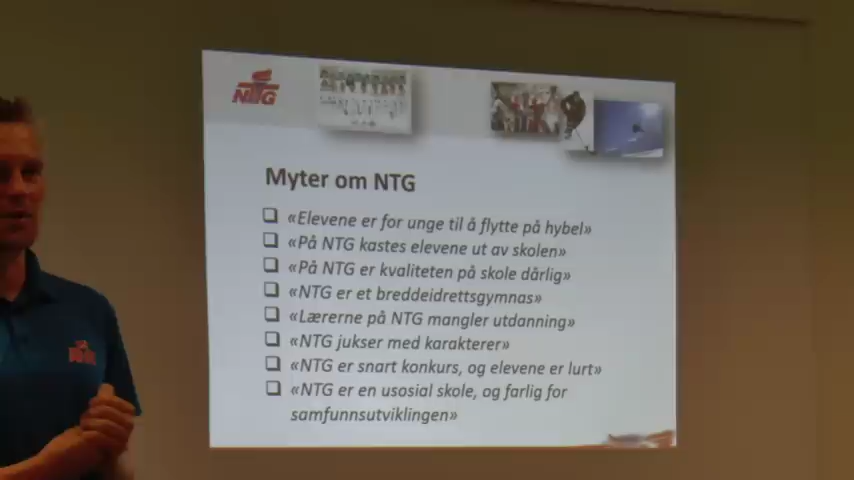 NTG
Myter om NTG
«Elevene er for unge til å flytte på hybel»
«På NTG kastes elevene ut av skolen»
«På NTG er kvaliteten på skole dårlig»
«NTG er et breddeidrettsgymnas»
«Lærerne på NTG mangler utdanning»
«NTG jukser med karakterer»
«NTG er snart konkurs, og elevene er lurt»
«NTG er en usosial skole, og farlig for
samfunnsutviklingen»